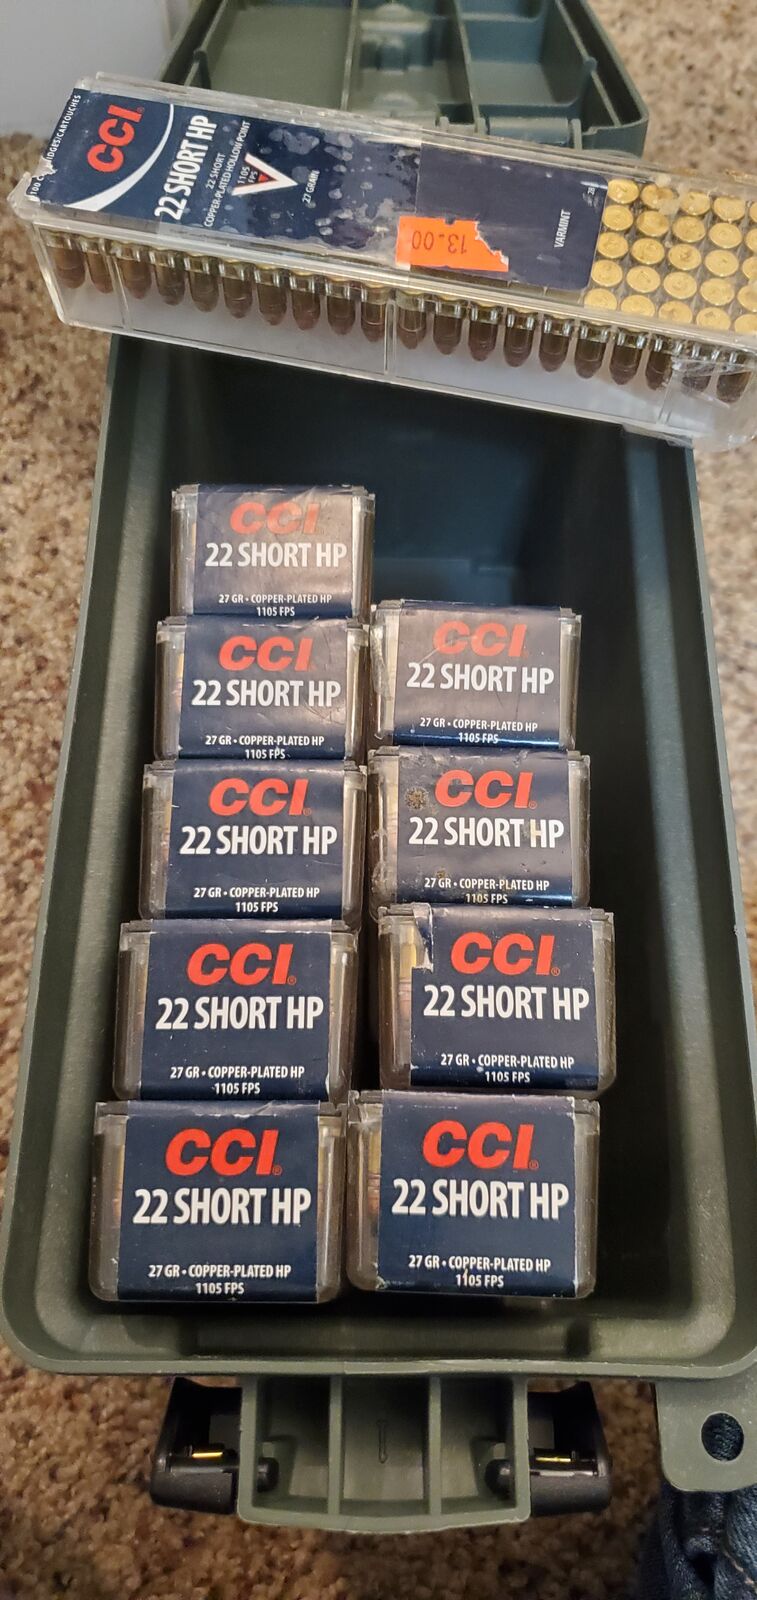 100 CARTRIDGES/CARTOUCHES
CCI
22 SHORT HP
22 SHORT
COPPER-PLATED HOLLOW POINT
1105
FPS
27 GRAIN
13.00
VARMINT
CCI
22 SHORT HP
27 GR • COPPER-PLATED HP
1105 FPS
CCI
22 SHORT HP
27 GR • COPPER-PLATED HP
1105 FPS
CCI
22 SHORT HP
27 GR • COPPER-PLATED HP
1105 FPS
CCI
22 SHORT HP
27 GR • COPPER-PLATED HP
1105 FPS
CCI®
22 SHORT HP
27 GR • COPPER-PLATED HP
1105 FPS
CCI®
22 SHORT HP
27 GR • COPPER-PLATED HP
1105 FPS
CCI®
22 SHORT HP
27 GR • COPPER-PLATED HP
1105 FPS
CCI®
22 SHORT HP
27 GR • COPPER-PLATED HP
1105 FPS
CCI®
22 SHORT HP
27 GR • COPPER-PLATED HP
1105 FPS